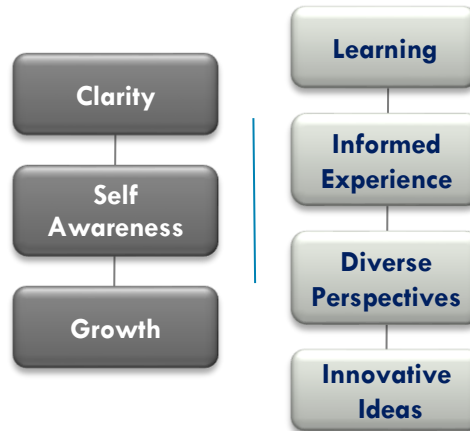 Clarity
Self
Awareness
Growth
Learning
Informed
Experience
Diverse
Perspectives
Innovative
Ideas